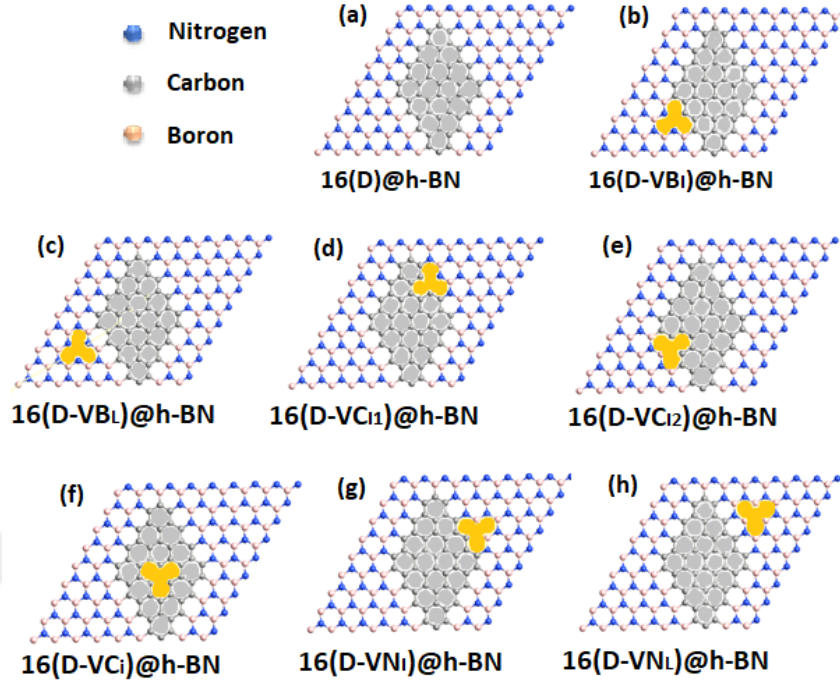 (a)
(b)
Nitrogen
Carbon
Boron
16(D)@h-BN
16(D-VBI)@h-BN
(c)
(d)
(e)
16(D-VBL)@h-BN
16(D-VCI1)@h-BN
16(D-VCI2)@h-BN
(f)
(g)
(h)
16(D-VCi)@h-BN
16(D-VNI)@h-BN
16(D-VNL)@h-BN